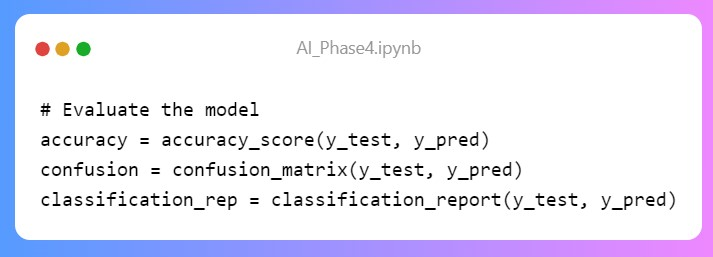 AI_Phase4.ipynb
# Evaluate the model
accuracy = accuracy_score(y_test, y_pred)
confusion = confusion_matrix(y_test, y_pred)
classification_rep = classification_report(y_test, y_pred)